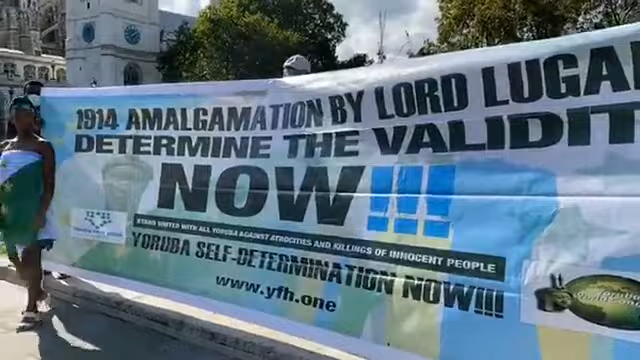 1914 AMALGAMATION BY LORD LUGA
DETERMINE THE VALIDIT
NOW!!!
STAND UNITED WITH ALL YORUBA AGAINST ATROCITIES AND KILLINGS OF INNOCENT PEOPLE
YORUBA SELF-DETERMINATION NOW!!!
www.yfh.one